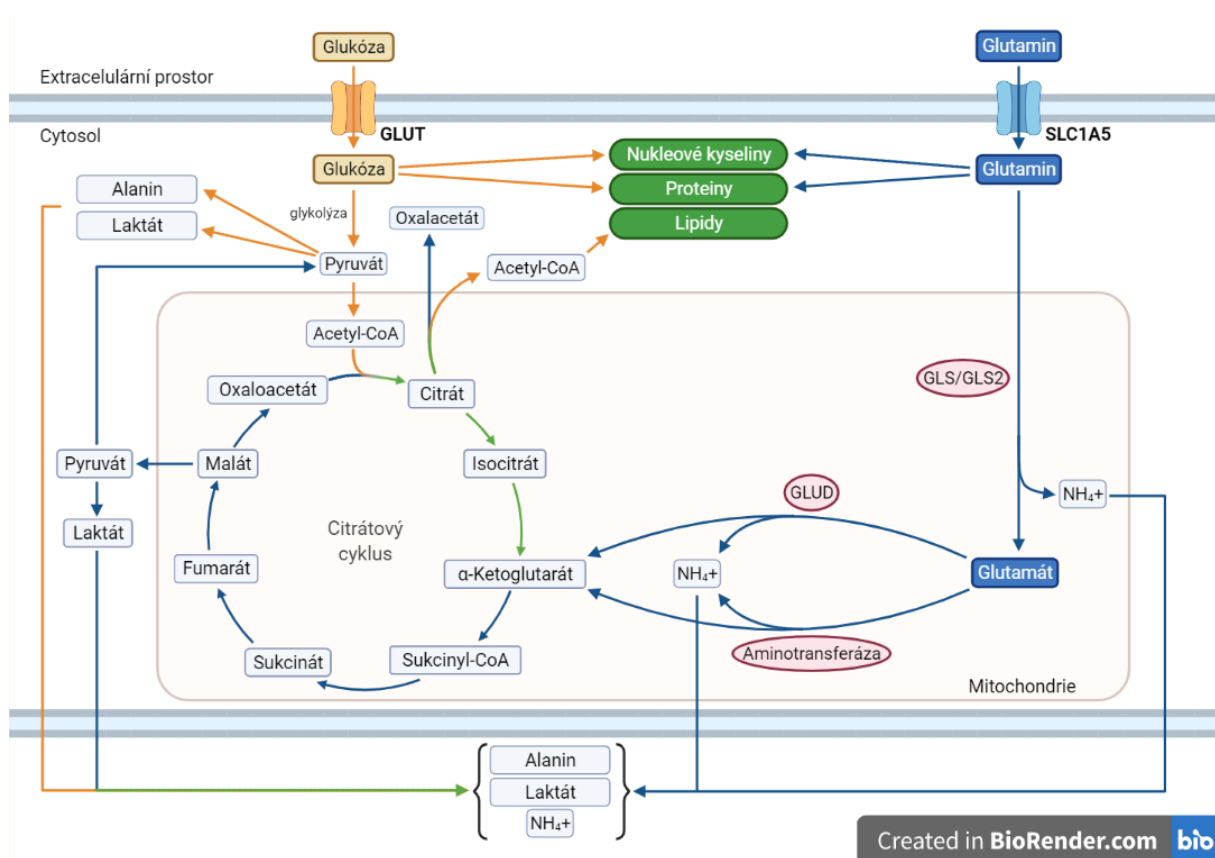 Glukóza
Glutamin
Extracelulární prostor
Cytosol
GLUT
SLC1A5
Glukóza
Nukleové kyseliny
Proteiny
Lipidy
Glutamin
Alanin
Laktát
glykolýza
Oxalacetát
Pyruvát
Acetyl-CoA
Acetyl-CoA
Oxaloacetát
Citrát
GLS/GLS2
Pyruvát
Malát
Isocitrát
GLUD
NH₄+
Laktát
Citrátový
cyklus
Fumarát
α-Ketoglutarát
NH₄+
Glutamát
Sukcinát
Sukcinyl-CoA
Aminotransferáza
Mitochondrie
Alanin
Laktát
NH₄+
Created in BioRender.com bio